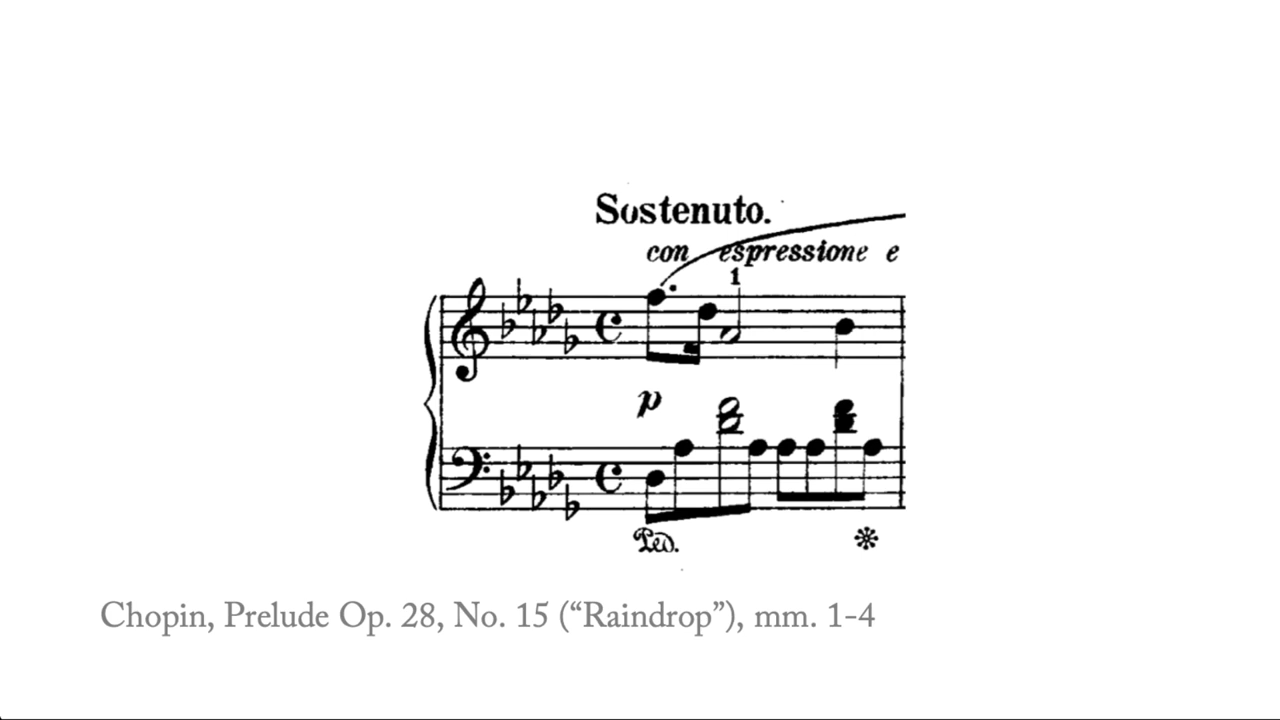 Sostenuto.
con espressione e
1
p
Ped.
Chopin, Prelude Op. 28, No. 15 (“Raindrop”), mm. 1-4